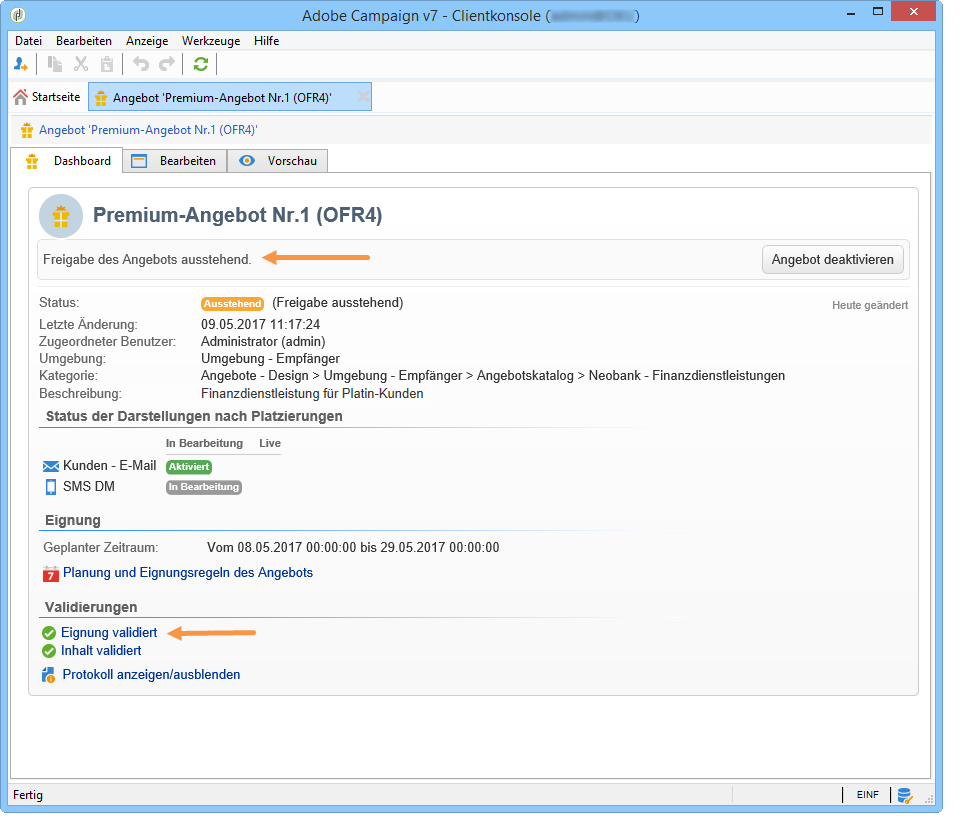 Adobe Campaign v7 - Clientkonsole ( )
Datei Bearbeiten Anzeige Werkzeuge Hilfe
Startseite Angebot 'Premium-Angebot Nr.1 (OFR4)'
Angebot 'Premium-Angebot Nr.1 (OFR4)'
Dashboard Bearbeiten Vorschau
Premium-Angebot Nr.1 (OFR4)
Freigabe des Angebots ausstehend. Angebot deaktivieren
Status: Ausstehend (Freigabe ausstehend) Heute geändert
Letzte Änderung: 09.05.2017 11:17:24
Zugeordneter Benutzer: Administrator (admin)
Umgebung: Umgebung - Empfänger
Kategorie: Angebote - Design > Umgebung - Empfänger > Angebotskatalog > Neobank - Finanzdienstleistungen
Beschreibung: Finanzdienstleistung für Platin-Kunden
Status der Darstellungen nach Platzierungen
In Bearbeitung Live
Kunden - E-Mail Aktiviert
SMS DM In Bearbeitung
Eignung
Geplanter Zeitraum: Vom 08.05.2017 00:00:00 bis 29.05.2017 00:00:00
7 Planung und Eignungsregeln des Angebots
Validierungen
Eignung validiert
Inhalt validiert
Protokoll anzeigen/ausblenden
Fertig EINF